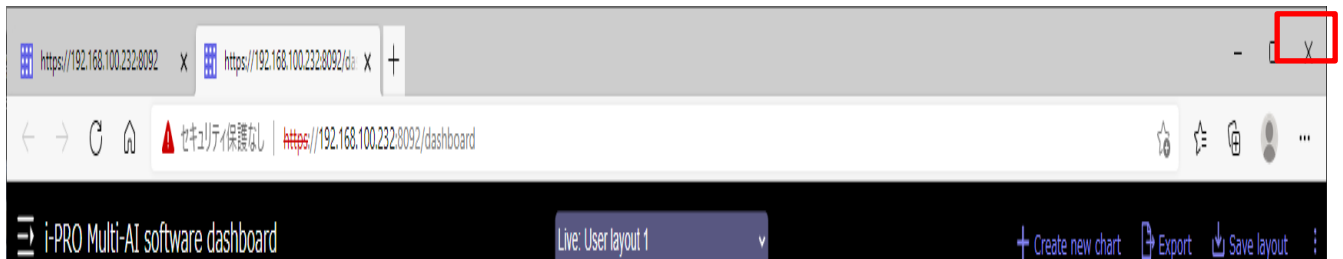 https://192.168.100.232:8092 https://192.168.100.232:8092/da
セキュリティ保護なし https://192.168.100.232:8092/dashboard
i-PRO Multi-AI software dashboard Live: User layout 1 Create new chart Export Save layout